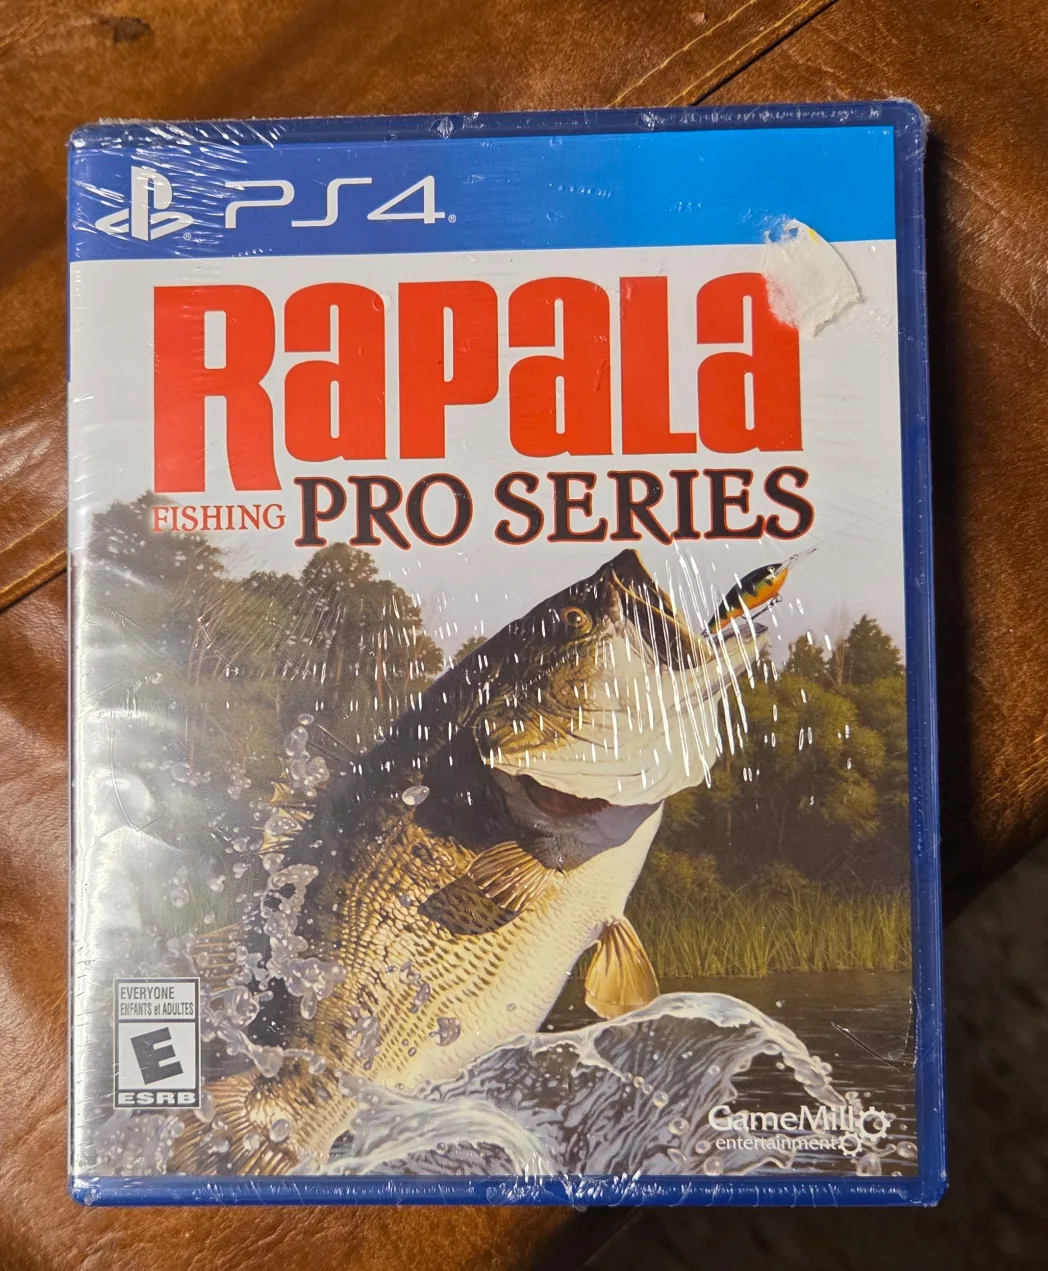 PS4
RAPALA
FISHING PRO SERIES
EVERYONE
ENFANTS et ADULTES
E
ESRB
GameMill
entertainment